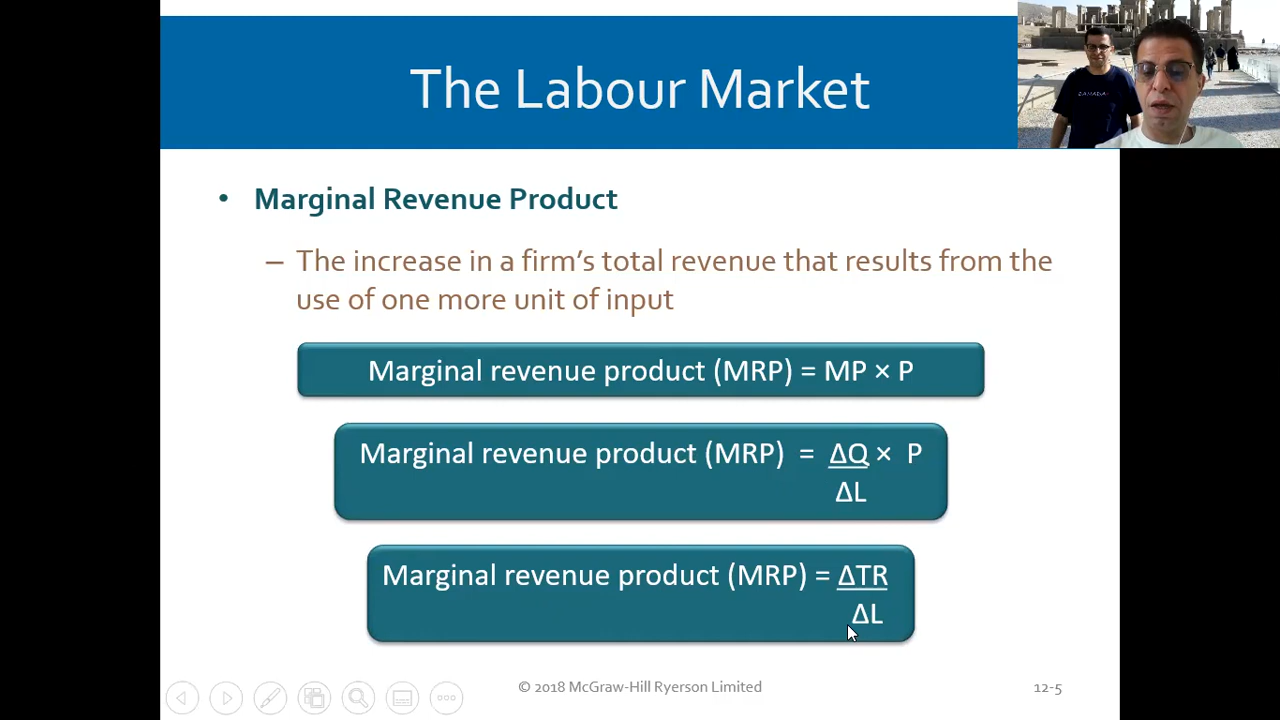 The Labour Market
• Marginal Revenue Product
– The increase in a firm's total revenue that results from the
use of one more unit of input
Marginal revenue product (MRP) = MP × P
Marginal revenue product (MRP) = ΔQ × P
ΔL
Marginal revenue product (MRP) = ΔTR
ΔL
© 2018 McGraw-Hill Ryerson Limited
12-5